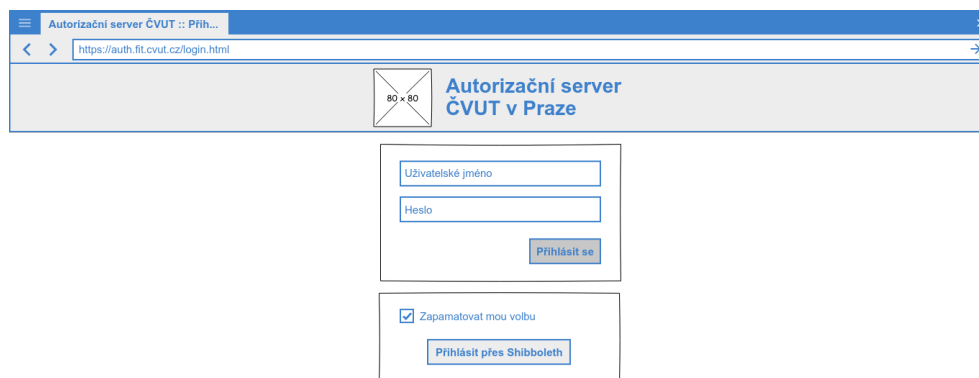 Autorizační server ČVUT :: Přih...
https://auth.fit.cvut.cz/login.html
80 x 80
Autorizační server
ČVUT v Praze
Uživatelské jméno
Heslo
Přihlásit se
Zapamatovat mou volbu
Přihlásit přes Shibboleth